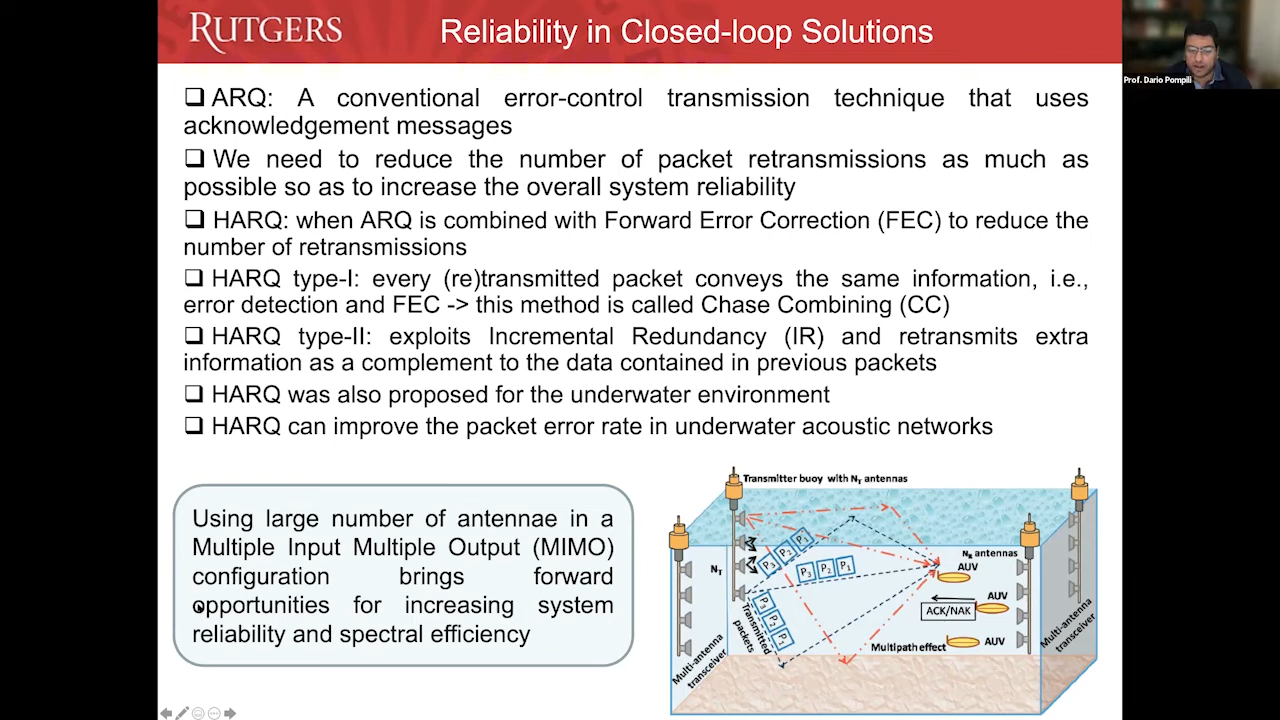 RUTGERS
Reliability in Closed-loop Solutions
Prof. Dario Pompili
❑ ARQ: A conventional error-control transmission technique that uses
acknowledgement messages
❑ We need to reduce the number of packet retransmissions as much as
possible so as to increase the overall system reliability
❑ HARQ: when ARQ is combined with Forward Error Correction (FEC) to reduce the
number of retransmissions
❑ HARQ type-I: every (re)transmitted packet conveys the same information, i.e.,
error detection and FEC -> this method is called Chase Combining (CC)
❑ HARQ type-II: exploits Incremental Redundancy (IR) and retransmits extra
information as a complement to the data contained in previous packets
❑ HARQ was also proposed for the underwater environment
❑ HARQ can improve the packet error rate in underwater acoustic networks
Using large number of antennae in a
Multiple Input Multiple Output (MIMO)
configuration brings forward
opportunities for increasing system
reliability and spectral efficiency
Transmitter buoy with NT antennas
NT
P3 P2 P1
P3 P2 P1
P3 P2 P1
Transmitted
packets
NR antennas
AUV
AUV
ACK/NAK
AUV
Multipath effect
Multi-antenna
transceiver
Multi-antenna
transceiver